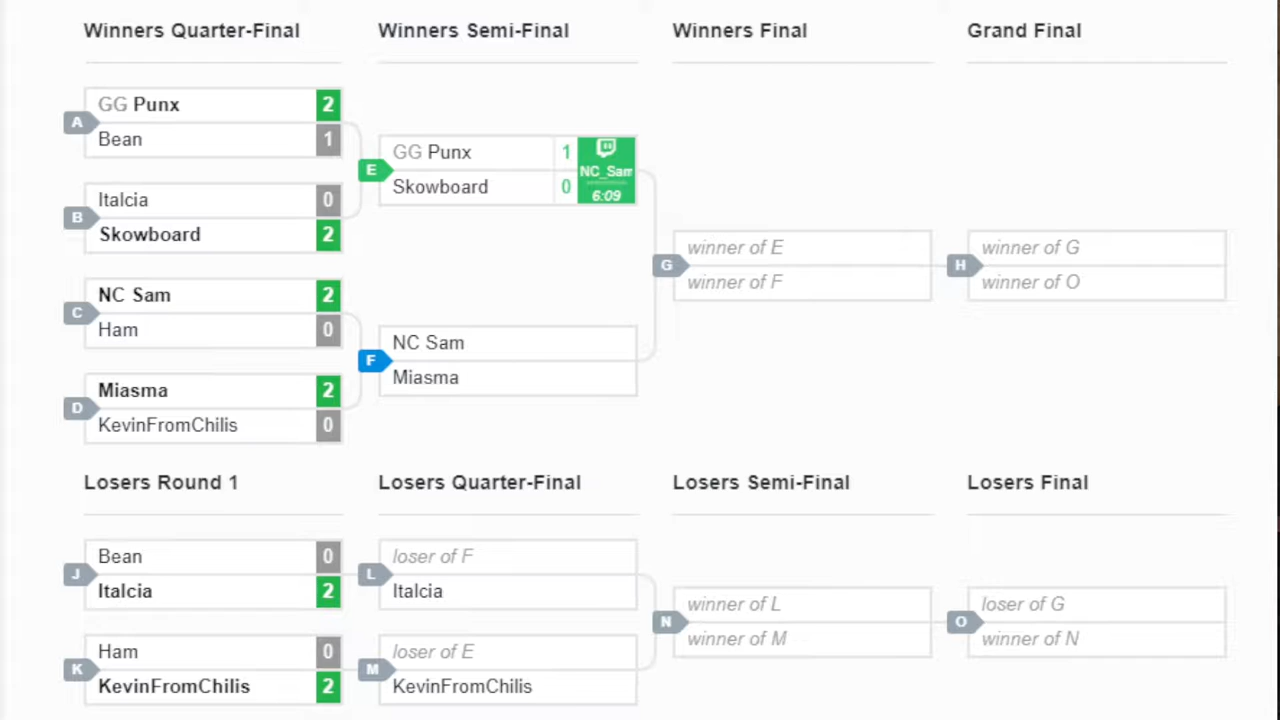 Winners Quarter-Final
Winners Semi-Final
Winners Final
Grand Final
A
GG Punx 2
Bean 1
B
Italcia 0
Skowboard 2
C
NC Sam 2
Ham 0
D
Miasma 2
KevinFromChilis 0
E
GG Punx 1
Skowboard 0
NC_Sam
6:09
F
NC Sam
Miasma
G
winner of E
winner of F
H
winner of G
winner of O
Losers Round 1
Losers Quarter-Final
Losers Semi-Final
Losers Final
J
Bean 0
Italcia 2
K
Ham 0
KevinFromChilis 2
L
loser of F
Italcia
M
loser of E
KevinFromChilis
N
winner of L
winner of M
O
loser of G
winner of N